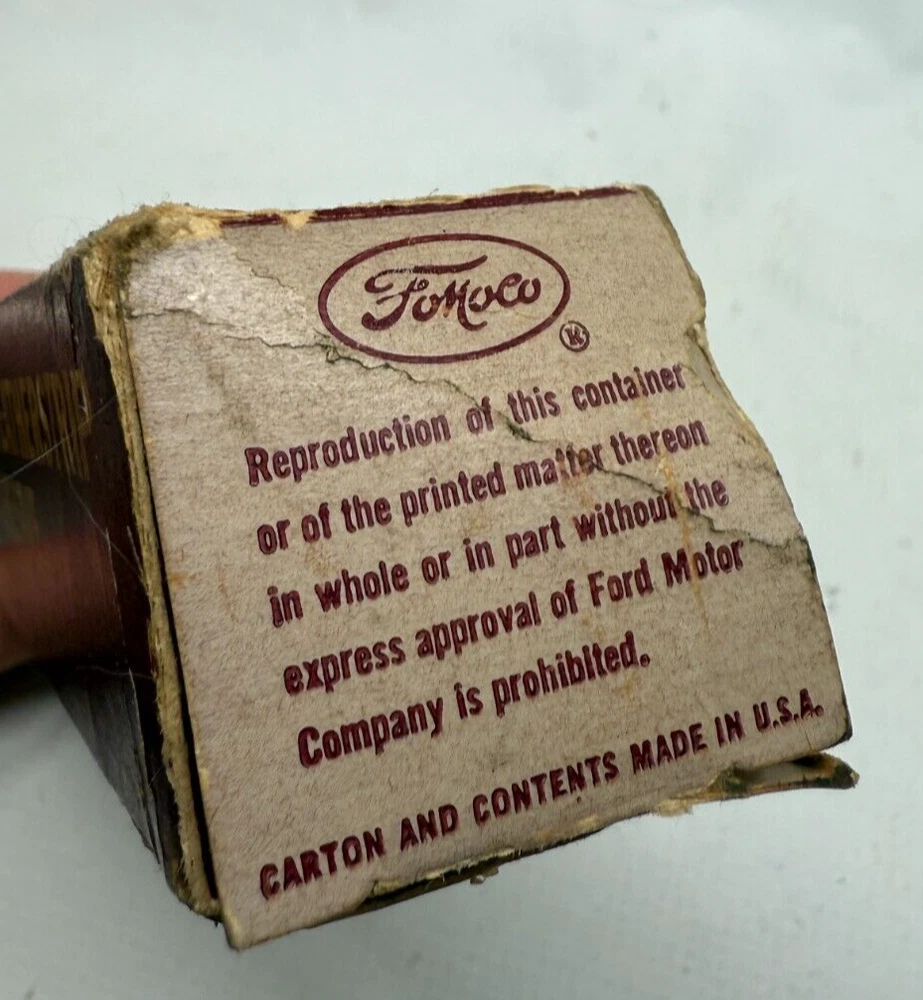 FoMoCo
®
Reproduction of this container
or of the printed matter thereon
in whole or in part without the
express approval of Ford Motor
Company is prohibited.
CARTON AND CONTENTS MADE IN U.S.A.